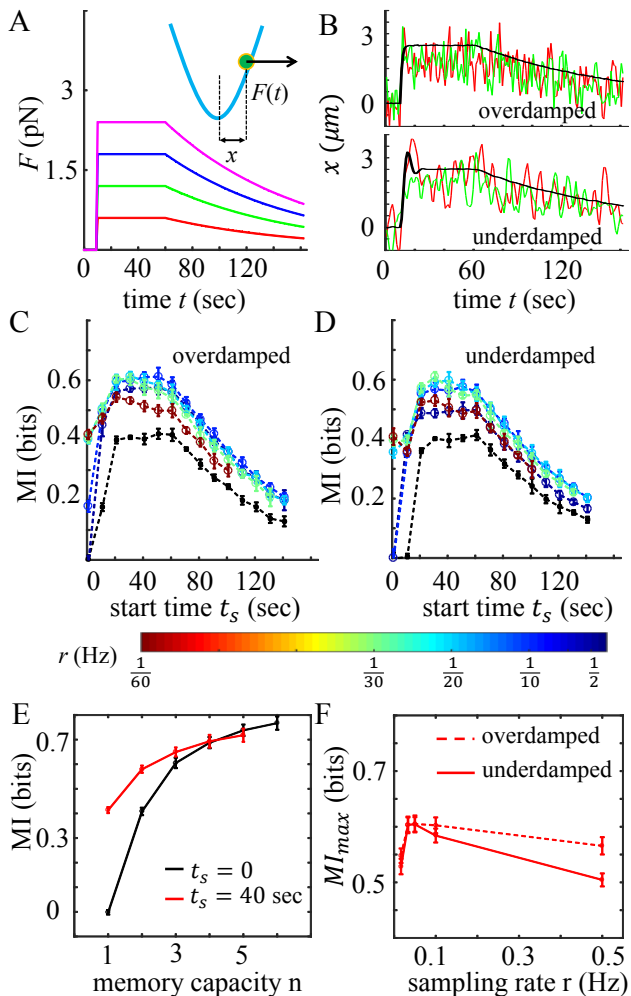 A
B
F (pN)
3
1.5
F(t)
x
0
40
80
120
time t (sec)
x (μm)
3
0
overdamped
3
0
underdamped
0
60
120
time t (sec)
C
D
MI (bits)
0.6
0.4
0.2
overdamped
0
40
80
120
start time t_s (sec)
MI (bits)
0.6
0.4
0.2
underdamped
0
40
80
120
start time t_s (sec)
r (Hz)
1/60
1/30
1/20
1/10
1/2
E
F
MI (bits)
0.7
0.3
0
t_s = 0
t_s = 40 sec
1
3
5
memory capacity n
MI_max (bits)
0.7
0.5
overdamped
underdamped
0.1
0.3
0.5
sampling rate r (Hz)